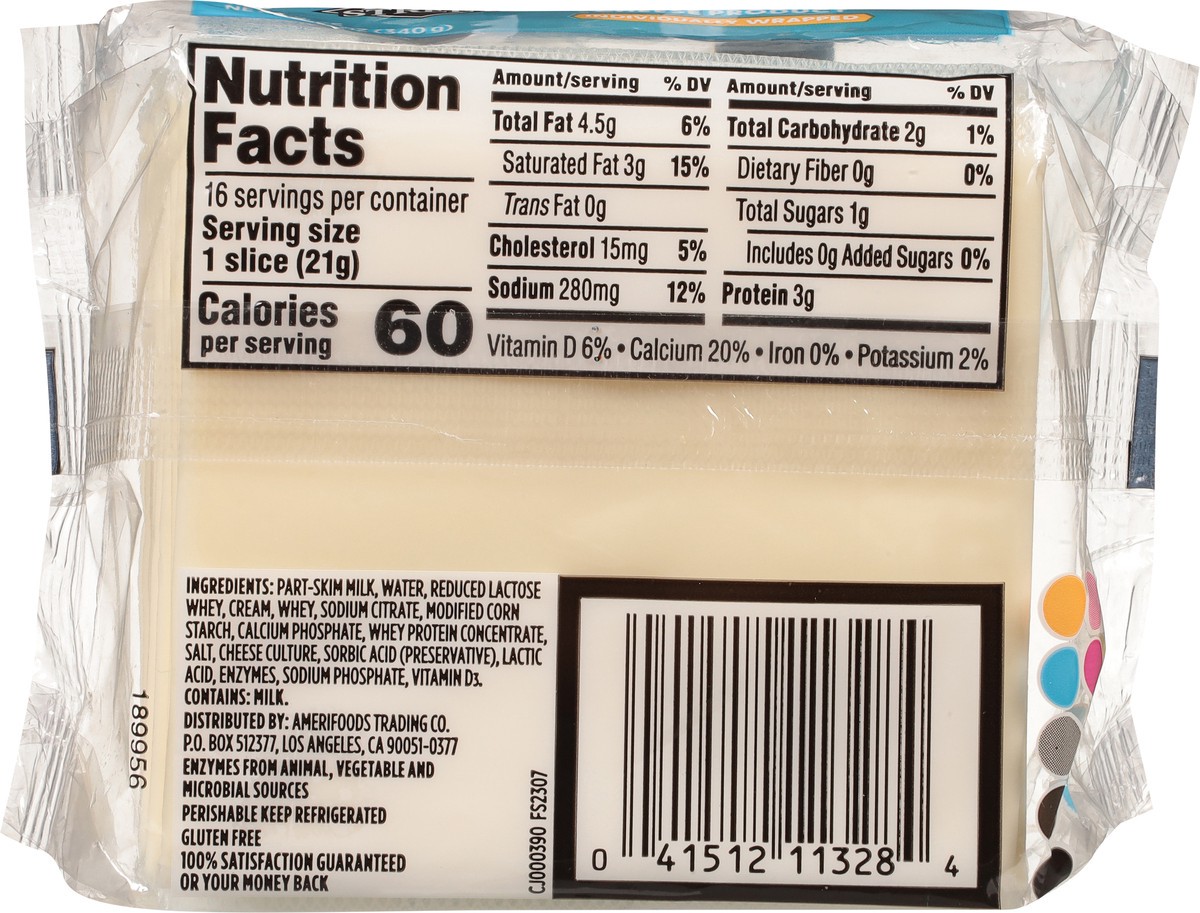 (340 g)
INDIVIDUALLY WRAPPED
Nutrition
Facts
16 servings per container
Serving size
1 slice (21g)
Calories
per serving
60
Amount/serving % DV
Total Fat 4.5g 6%
Saturated Fat 3g 15%
Trans Fat 0g
Cholesterol 15mg 5%
Sodium 280mg 12%
Amount/serving % DV
Total Carbohydrate 2g 1%
Dietary Fiber 0g 0%
Total Sugars 1g
Includes 0g Added Sugars 0%
Protein 3g
Vitamin D 6% • Calcium 20% • Iron 0% • Potassium 2%
INGREDIENTS: PART-SKIM MILK, WATER, REDUCED LACTOSE
WHEY, CREAM, WHEY, SODIUM CITRATE, MODIFIED CORN
STARCH, CALCIUM PHOSPHATE, WHEY PROTEIN CONCENTRATE,
SALT, CHEESE CULTURE, SORBIC ACID (PRESERVATIVE), LACTIC
ACID, ENZYMES, SODIUM PHOSPHATE, VITAMIN D3.
CONTAINS: MILK.
DISTRIBUTED BY: AMERIFOODS TRADING CO.
P.O. BOX 512377, LOS ANGELES, CA 90051-0377
ENZYMES FROM ANIMAL, VEGETABLE AND
MICROBIAL SOURCES
PERISHABLE KEEP REFRIGERATED
GLUTEN FREE
100% SATISFACTION GUARANTEED
OR YOUR MONEY BACK
189956
CJ000390 FS2307
0 41512 11328 4